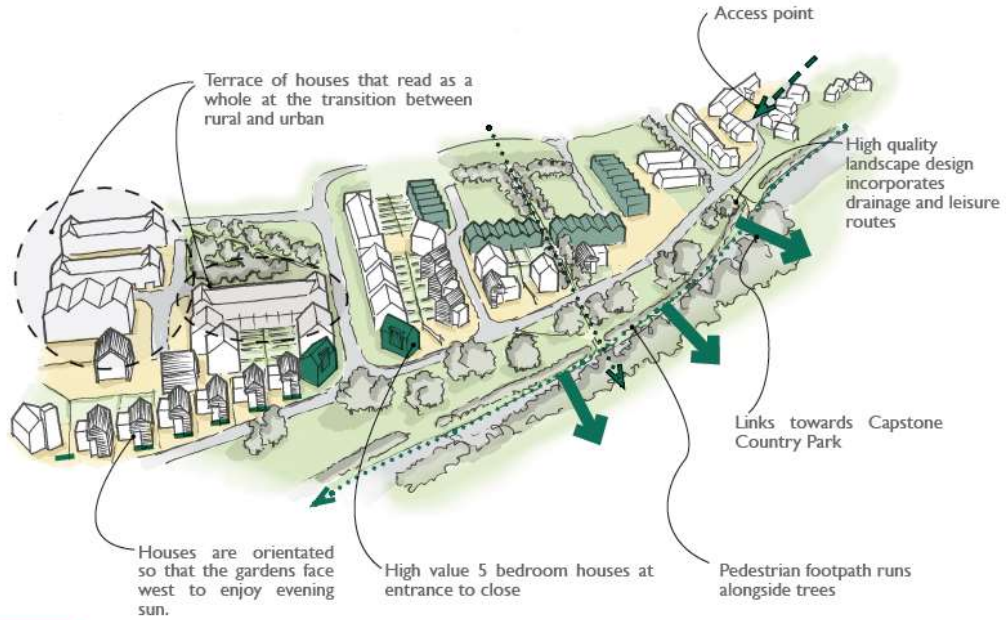 Access point
Terrace of houses that read as a
whole at the transition between
rural and urban
High quality
landscape design
incorporates
drainage and leisure
routes
Links towards Capstone
Country Park
Houses are orientated
so that the gardens face
west to enjoy evening
sun.
High value 5 bedroom houses at
entrance to close
Pedestrian footpath runs
alongside trees